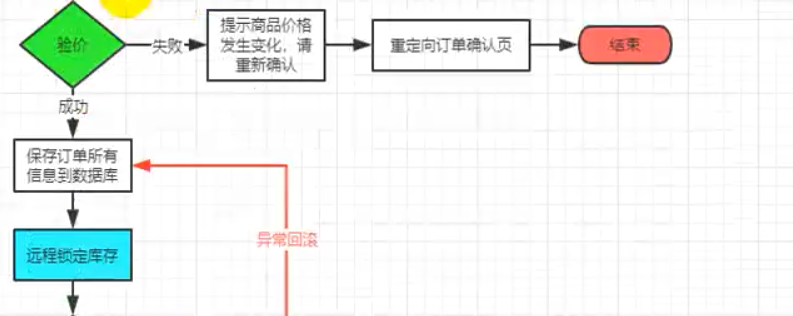 验价
失败
提示商品价格
发生变化，请
重新确认
重定向订单确认页
结束
成功
保存订单所有
信息到数据库
异常回滚
远程锁定库存